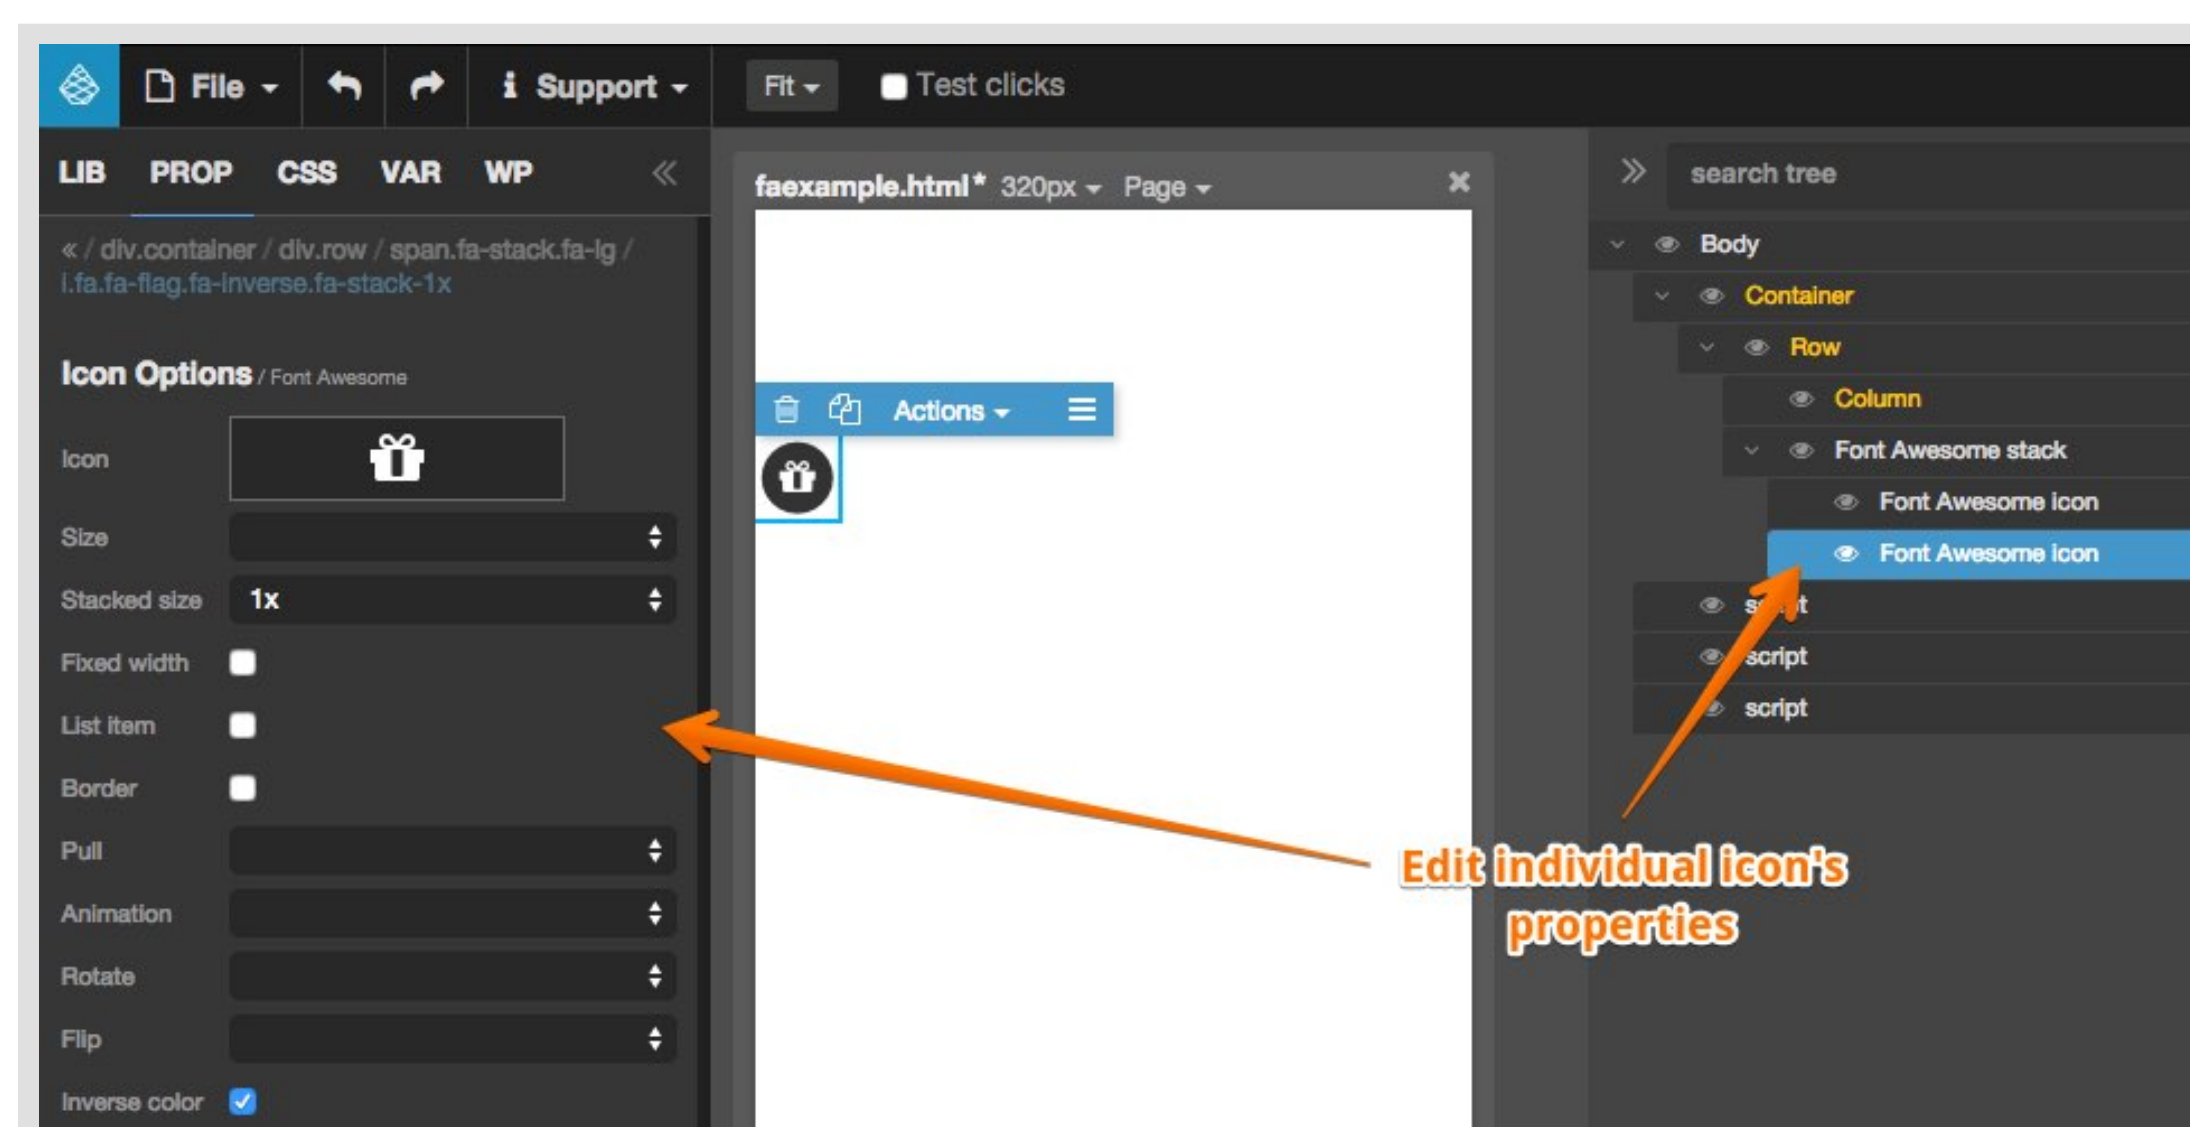 File
Support
Fit
Test clicks
LIB PROP CSS VAR WP «
faexample.html* 320px Page
search tree
« / div.container / div.row / span.fa-stack.fa-lg /
i.fa.fa-flag.fa-inverse.fa-stack-1x
Icon Options / Font Awesome
Icon
Size
Stacked size 1x
Fixed width
List item
Border
Pull
Animation
Rotate
Flip
Inverse color
Actions
Body
Container
Row
Column
Font Awesome stack
Font Awesome icon
Font Awesome icon
script
script
Edit individual icon's
properties